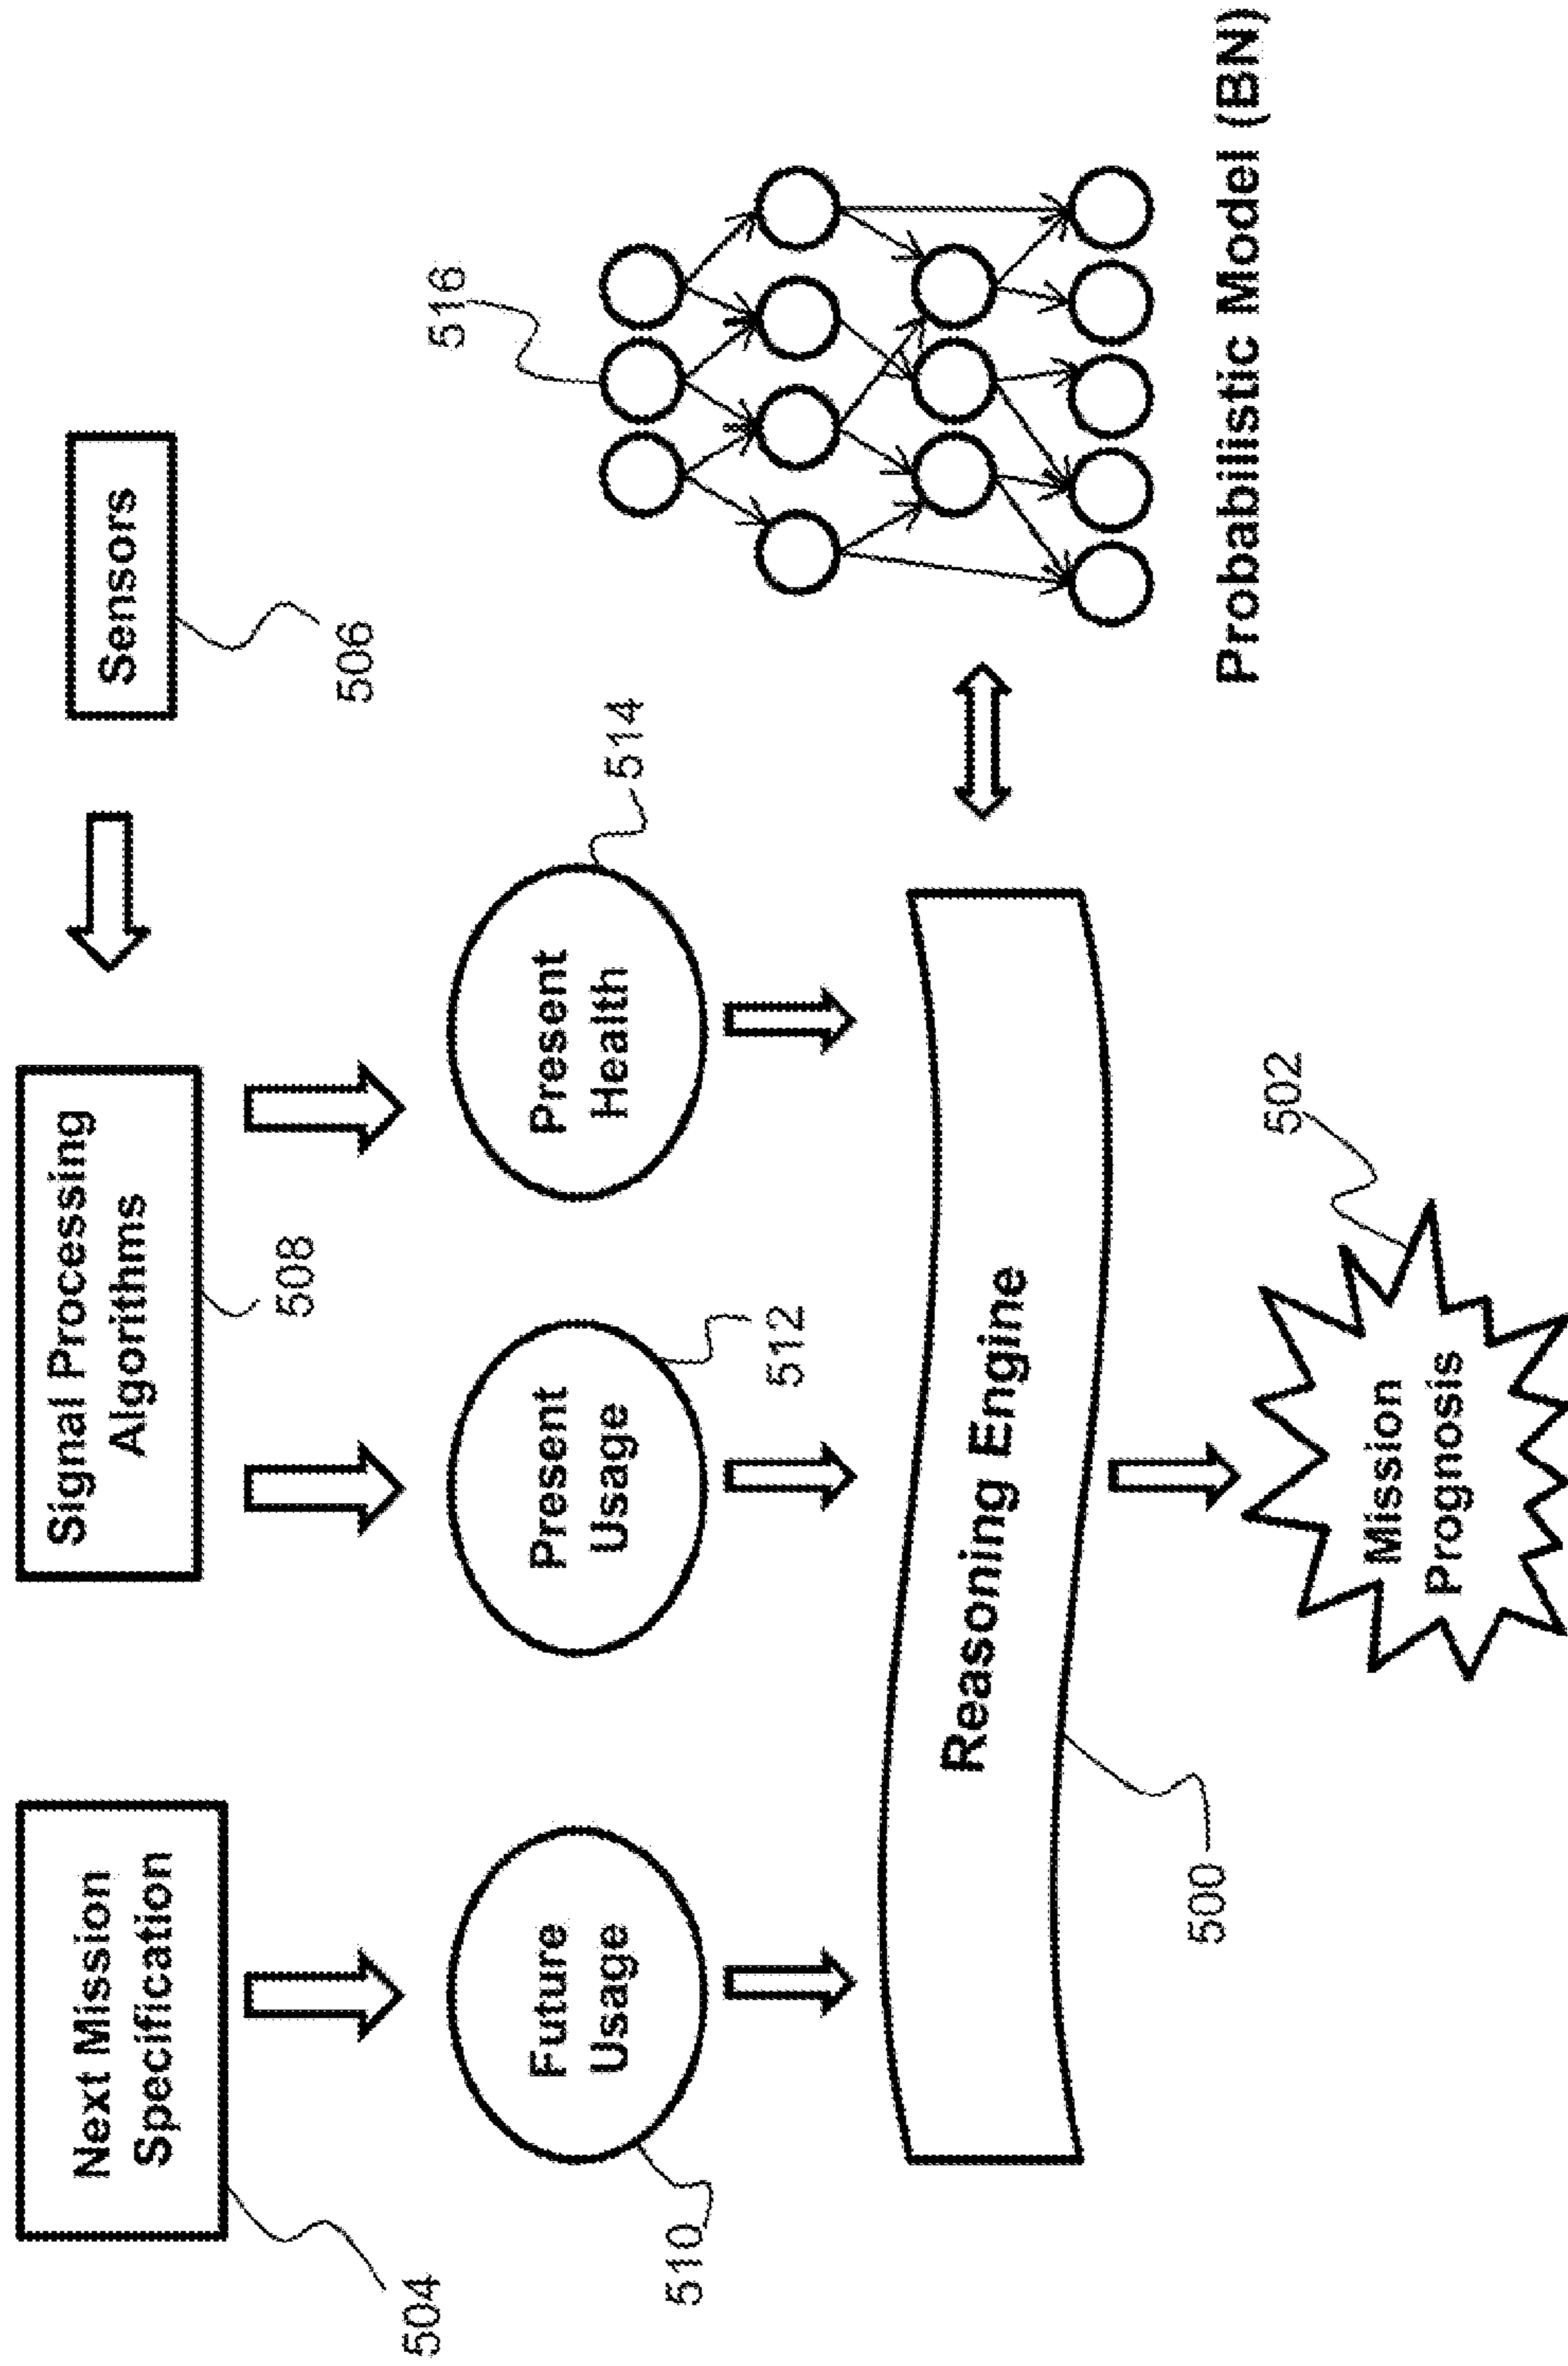 Next Mission
Specification
504
Signal Processing
Algorithms
508
Sensors
506
Future
Usage
510
Present
Usage
512
Present
Health
514
516
Reasoning Engine
500
Probabilistic Model (BN)
Mission
Prognosis
502